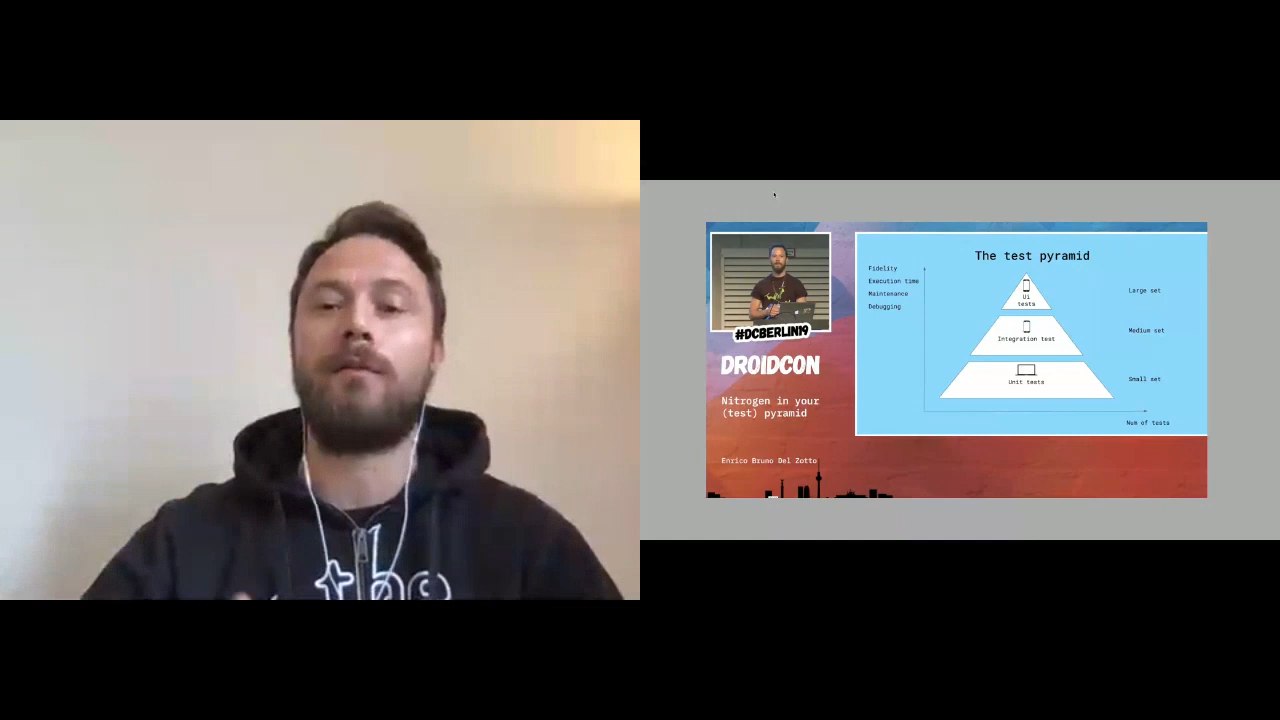 the
#DCBERLIN19
DROIDCON
Nitrogen in your
(test) pyramid
Enrico Bruno Del Zotto
The test pyramid
Fidelity
Execution time
Maintenance
Debugging
UI
tests
Integration test
Unit tests
Large set
Medium set
Small set
Num of tests